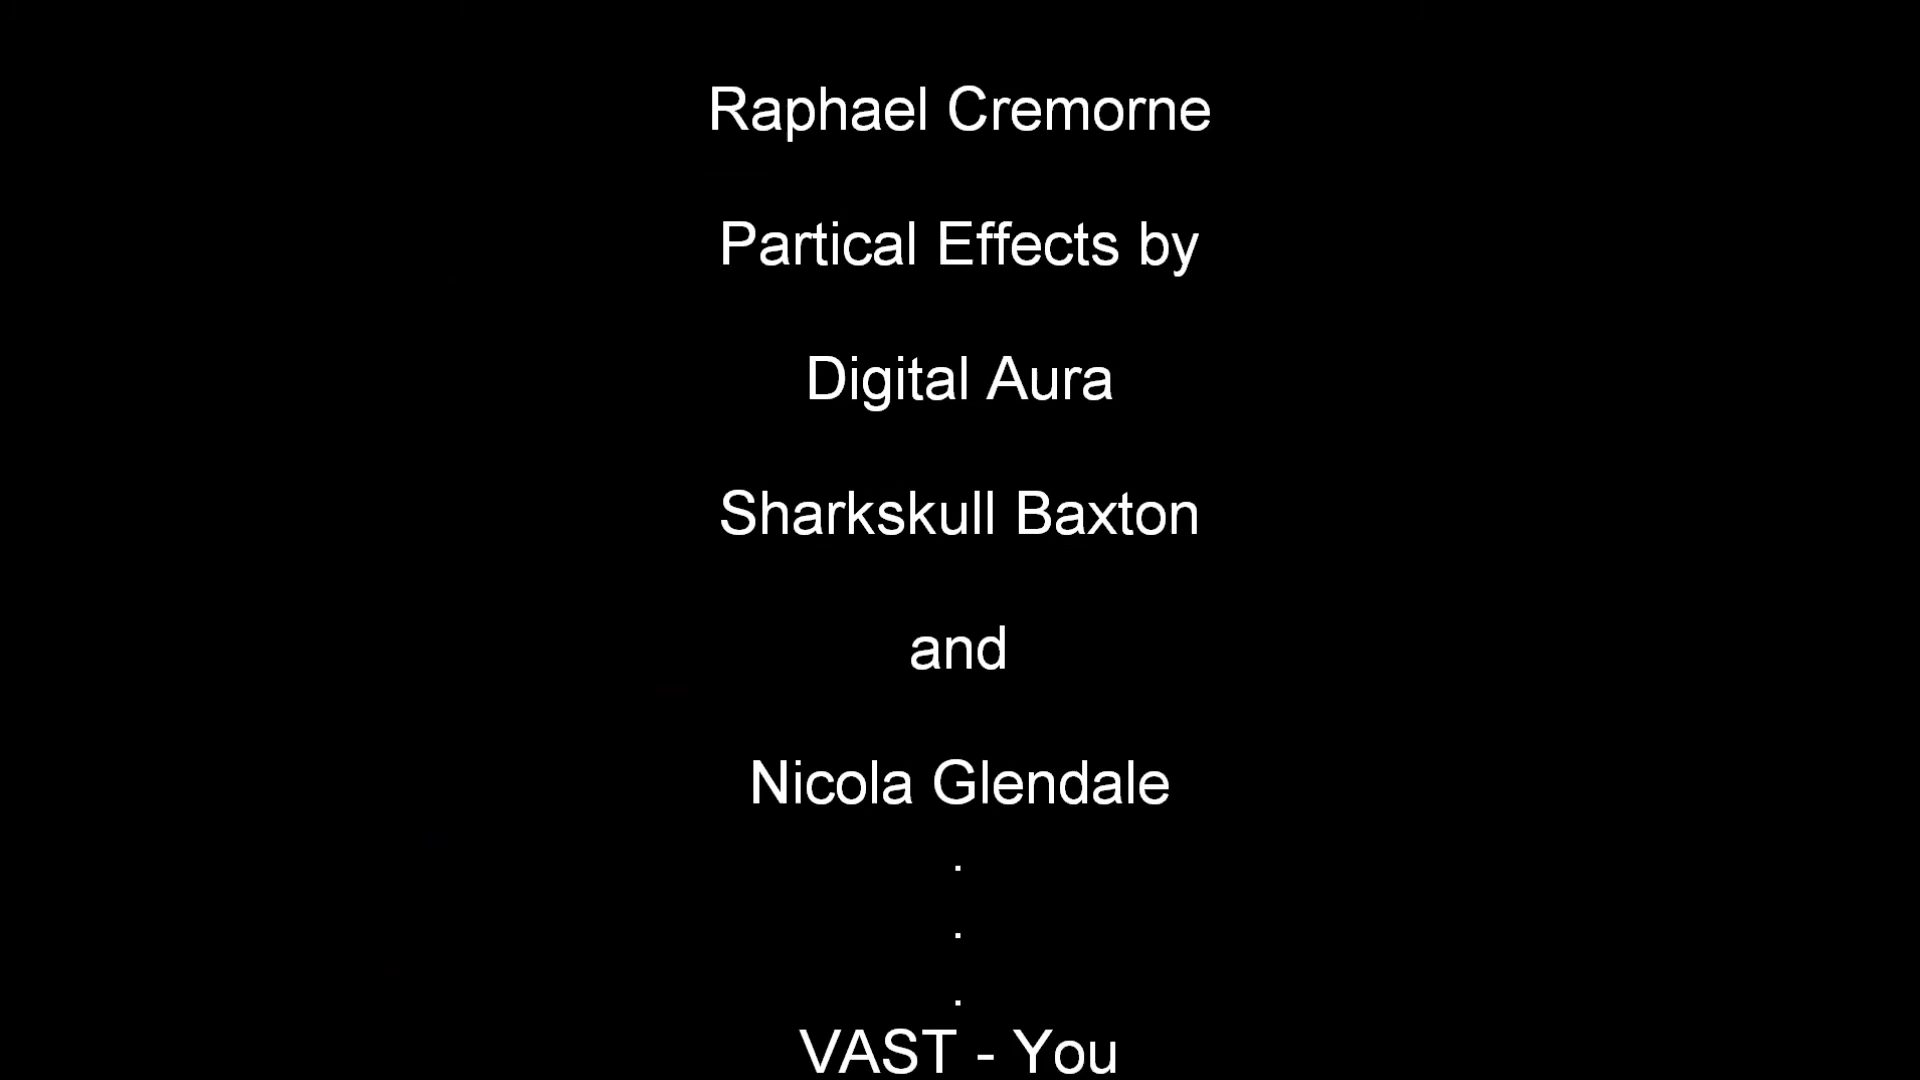 Raphael Cremorne
Partical Effects by
Digital Aura
Sharkskull Baxton
and
Nicola Glendale
.
.
.
VAST - You